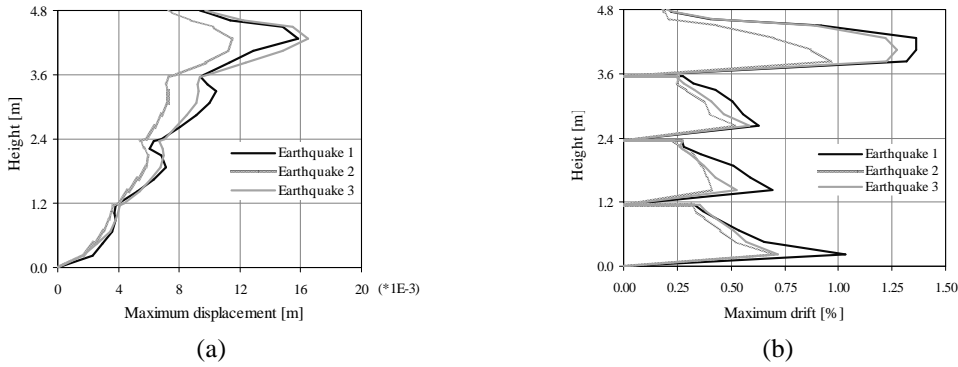 4.8
3.6
2.4
1.2
0.0
Height [m]
Earthquake 1
Earthquake 2
Earthquake 3
0 4 8 12 16 20 (*1E-3)
Maximum displacement [m]
(a)
4.8
3.6
2.4
1.2
0.0
Height [m]
Earthquake 1
Earthquake 2
Earthquake 3
0.00 0.25 0.50 0.75 1.00 1.25 1.50
Maximum drift [%]
(b)